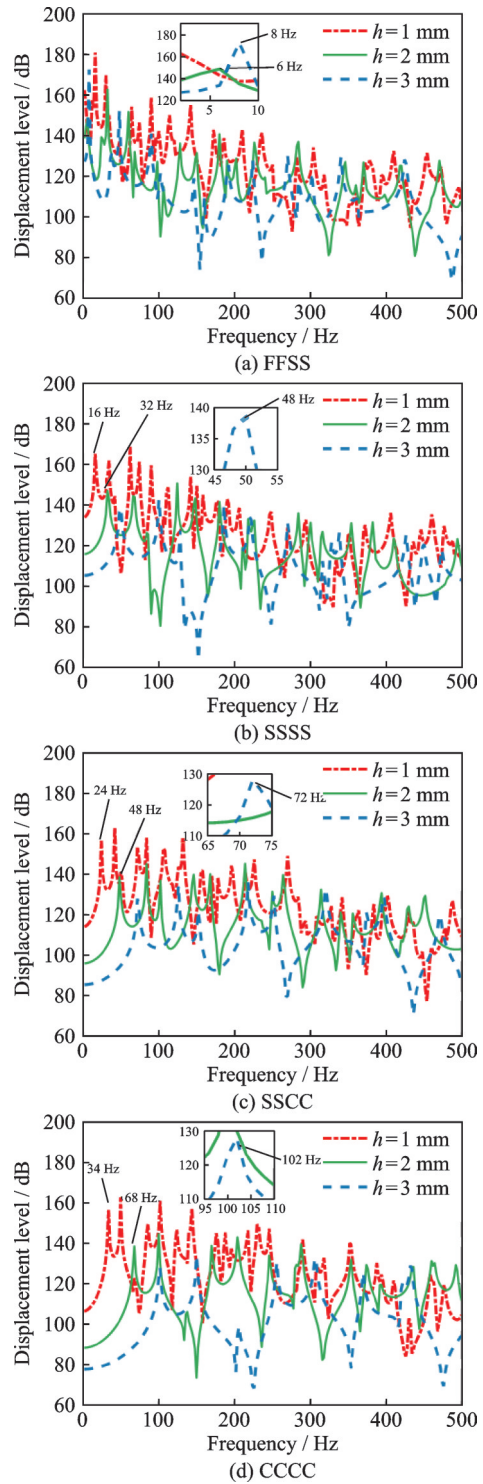 200
180
160
140
120
100
80
60
0
100
200
300
400
500
Displacement level / dB
Frequency / Hz
160
140
120
5
10
8 Hz
6 Hz
h=1 mm
h=2 mm
h=3 mm
(a) FFSS
200
180
160
140
120
100
80
60
0
100
200
300
400
500
Displacement level / dB
Frequency / Hz
16 Hz
32 Hz
140
135
130
45
50
55
48 Hz
h=1 mm
h=2 mm
h=3 mm
(b) SSSS
200
180
160
140
120
100
80
60
0
100
200
300
400
500
Displacement level / dB
Frequency / Hz
24 Hz
48 Hz
130
120
110
65
70
75
72 Hz
h=1 mm
h=2 mm
h=3 mm
(c) SSCC
200
180
160
140
120
100
80
60
0
100
200
300
400
500
Displacement level / dB
Frequency / Hz
34 Hz
68 Hz
130
120
110
95
100
105
110
102 Hz
h=1 mm
h=2 mm
h=3 mm
(d) CCCC